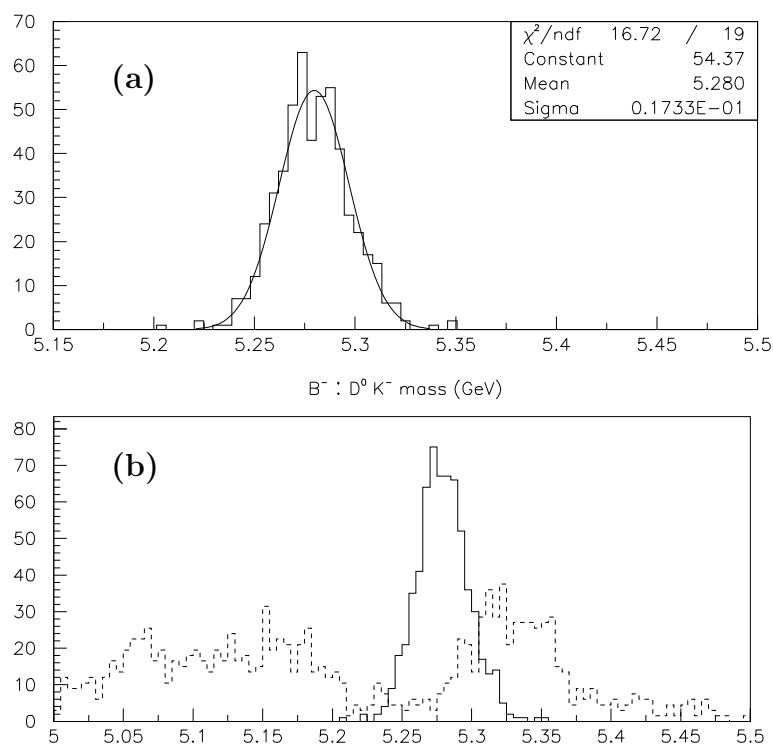 70
60
50
40
30
20
10
0
(a)
χ²/ndf 16.72 / 19
Constant 54.37
Mean 5.280
Sigma 0.1733E-01
5.15 5.2 5.25 5.3 5.35 5.4 5.45 5.5
B⁻ : D⁰ K⁻ mass (GeV)
80
70
60
50
40
30
20
10
0
(b)
5 5.05 5.1 5.15 5.2 5.25 5.3 5.35 5.4 5.45 5.5